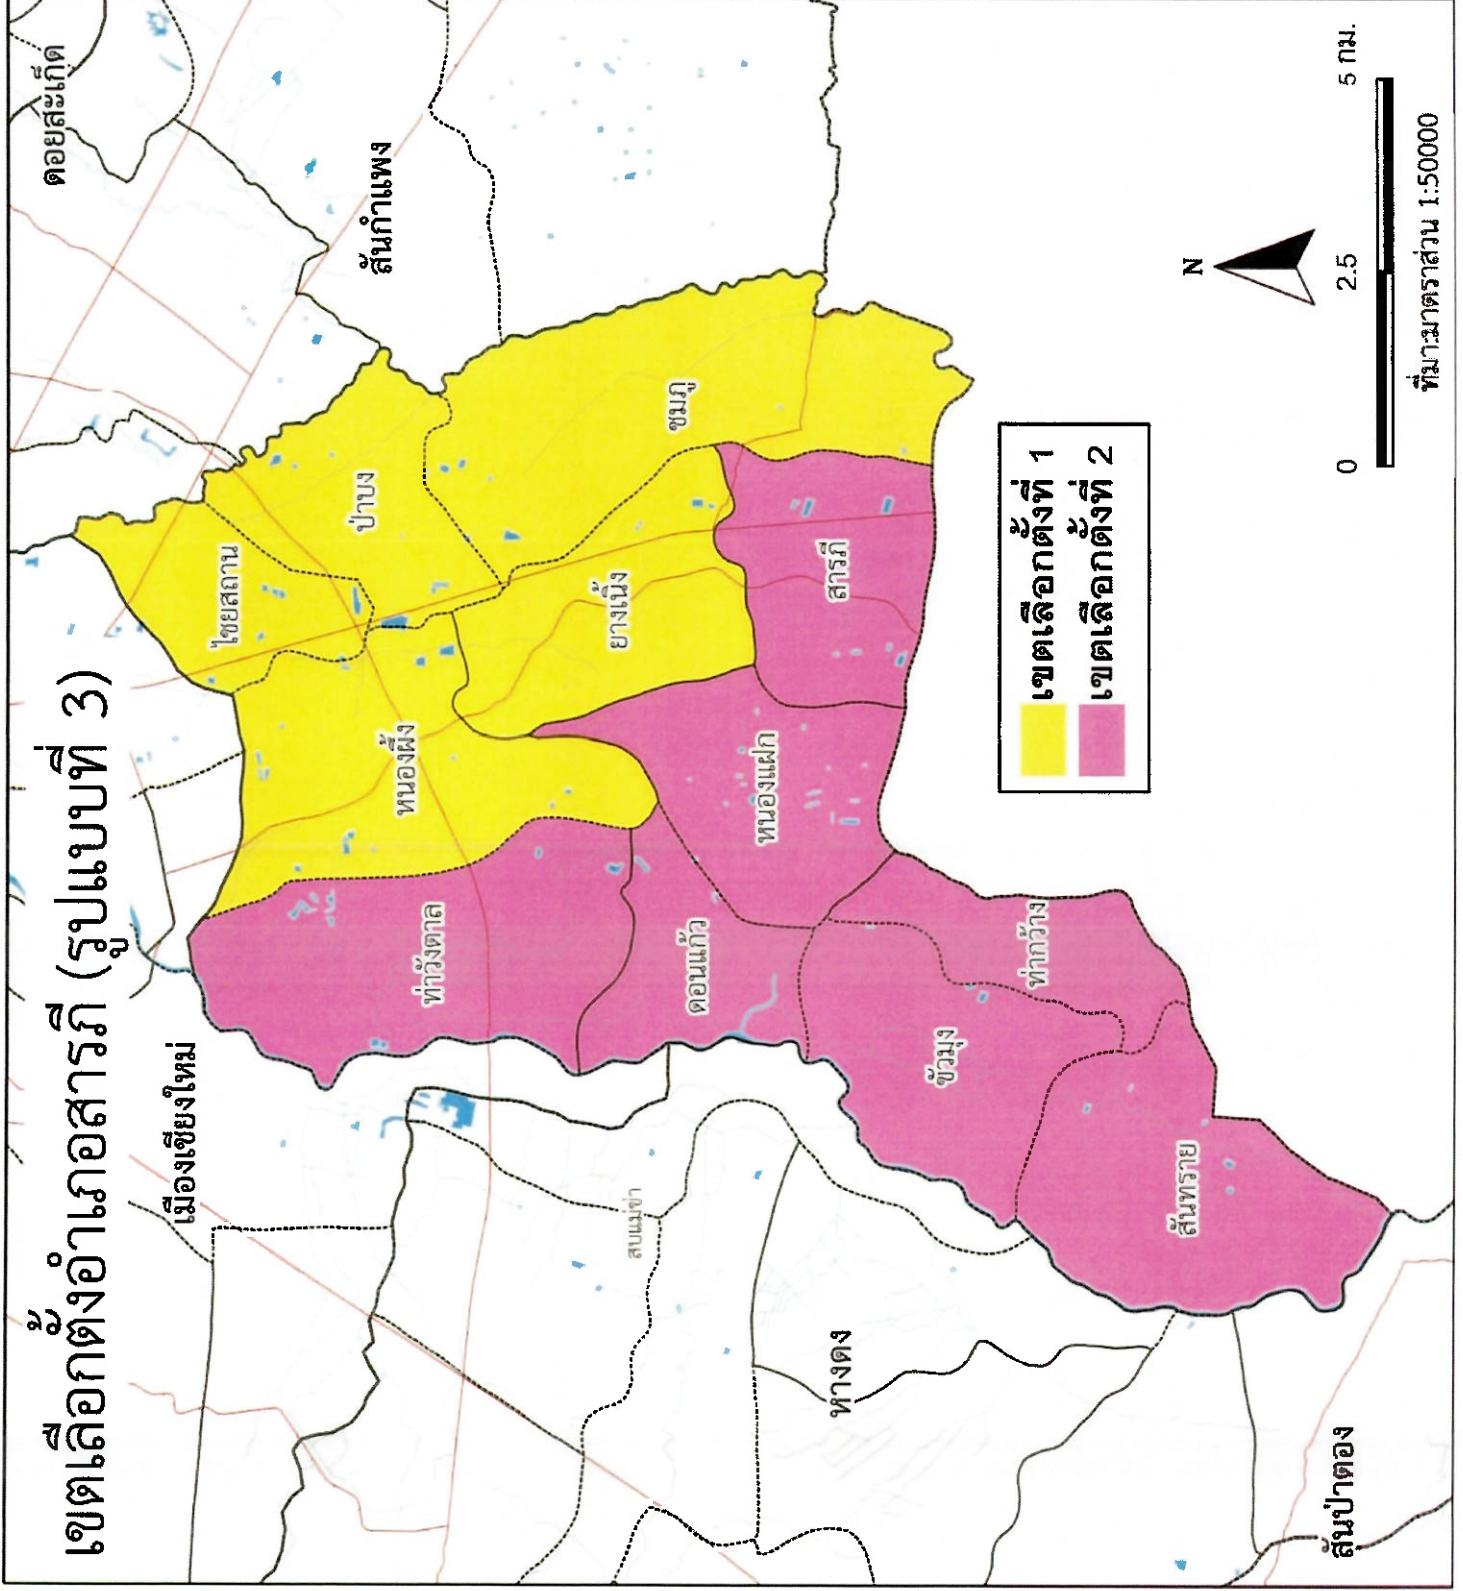 เขตเลือกตั้งอำเภอสารภี (รูปแบบที่ 3)
ดอยสะเก็ด
สันกำแพง
เมืองเชียงใหม่
ไชยสถาน
ป่าบง
หนองผึ้ง
ท่าวังตาล
ยางเนิ้ง
ชมภู
สบแม่ข่า
ดอนแก้ว
หนองแฝก
สารภี
หางดง
ขัวมุง
ท่ากว้าง
สันทราย
สันป่าตอง
เขตเลือกตั้งที่ 1
เขตเลือกตั้งที่ 2
N
0 2.5 5 กม.
ที่มา:มาตราส่วน 1:50000